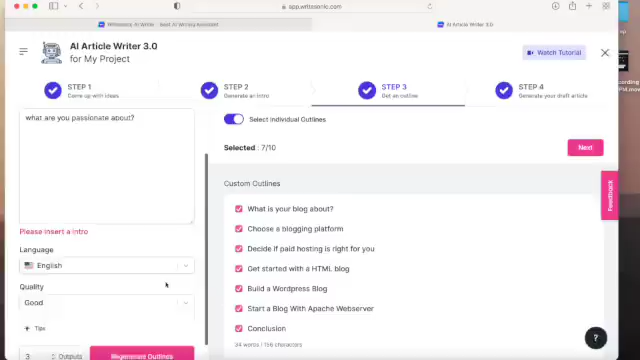 app.writesonic.com
Writesonic AI Writer - Best AI Writing Assistant
AI Article Writer 3.0
AI Article Writer 3.0
for My Project
Watch Tutorial
STEP 1
Come up with ideas
STEP 2
Generate an intro
STEP 3
Get an outline
STEP 4
Generate your draft article
what are you passionate about?
Please insert a intro
Language
English
Quality
Good
Tips
3
Outputs
Regenerate Outlines
Select Individual Outlines
Selected : 7/10
Next
Custom Outlines
What is your blog about?
Choose a blogging platform
Decide if paid hosting is right for you
Get started with a HTML blog
Build a Wordpress Blog
Start a Blog With Apache Webserver
Conclusion
34 words / 196 characters
Feedback
?